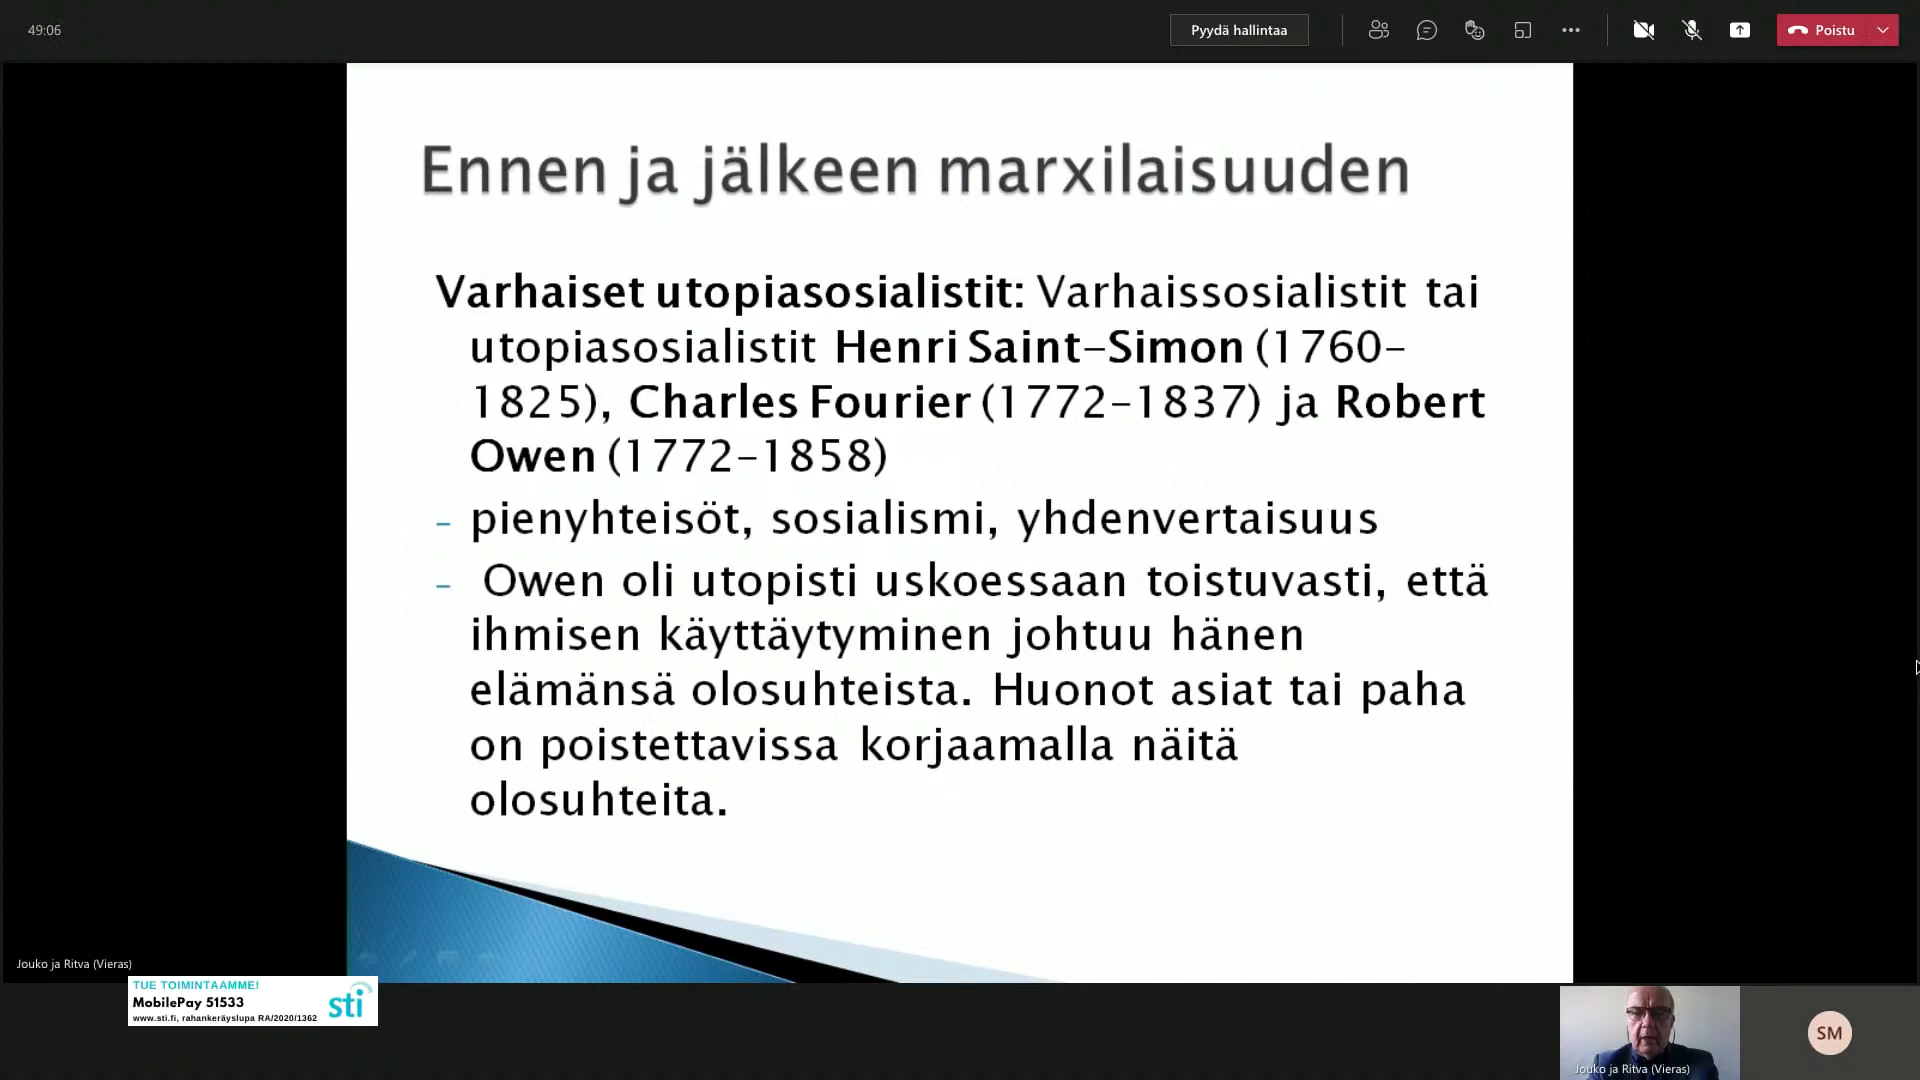 49:06
Pyydä hallintaa
Poistu
Ennen ja jälkeen marxilaisuuden
Varhaiset utopiasosialistit: Varhaissosialistit tai
utopiasosialistit Henri Saint-Simon (1760-
1825), Charles Fourier (1772-1837) ja Robert
Owen (1772-1858)
- pienyhteisöt, sosialismi, yhdenvertaisuus
- Owen oli utopisti uskoessaan toistuvasti, että
ihmisen käyttäytyminen johtuu hänen
elämänsä olosuhteista. Huonot asiat tai paha
on poistettavissa korjaamalla näitä
olosuhteita.
Jouko ja Ritva (Vieras)
TUE TOIMINTAAMME!
MobilePay 51533
www.sti.fi, rahankeräyslupa RA/2020/1362
sti
Jouko ja Ritva (Vieras)
SM